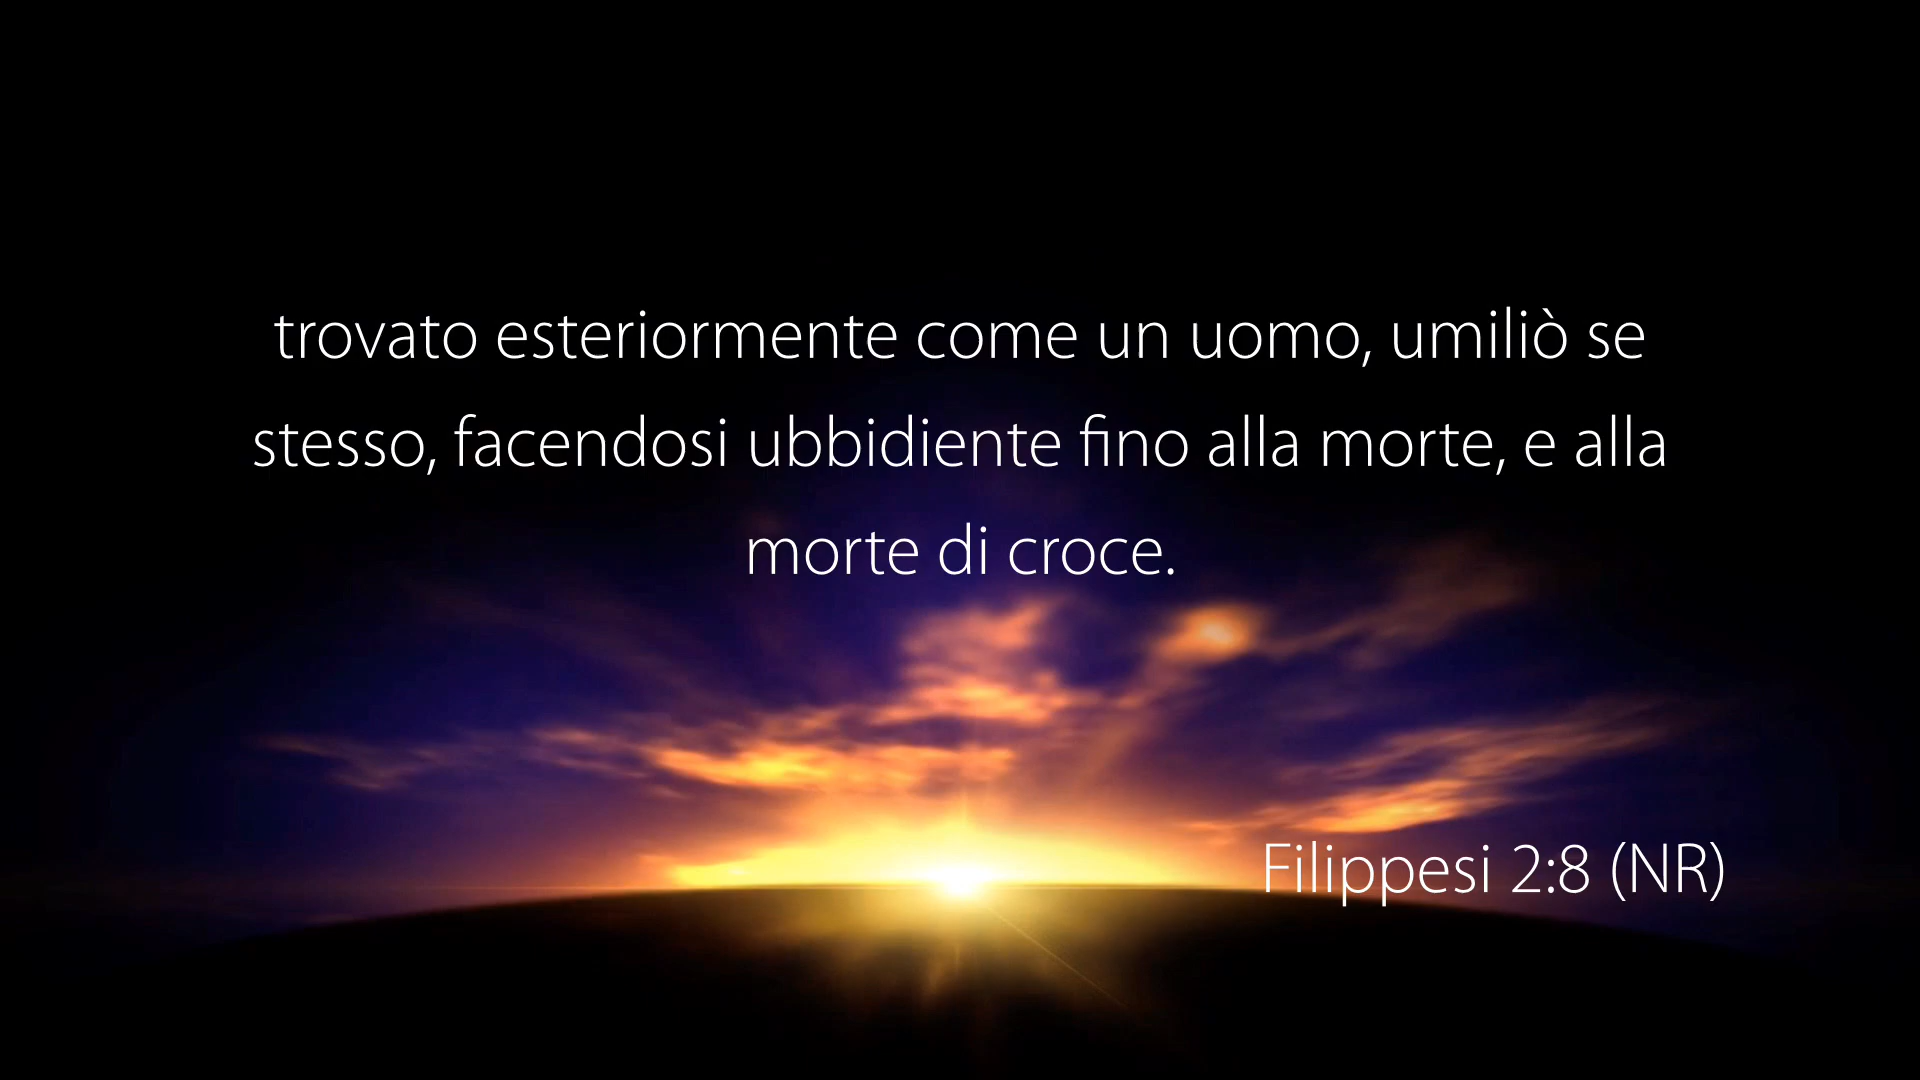 trovato esteriormente come un uomo, umiliò se
stesso, facendosi ubbidiente fino alla morte, e alla
morte di croce.
Filippesi 2:8 (NR)